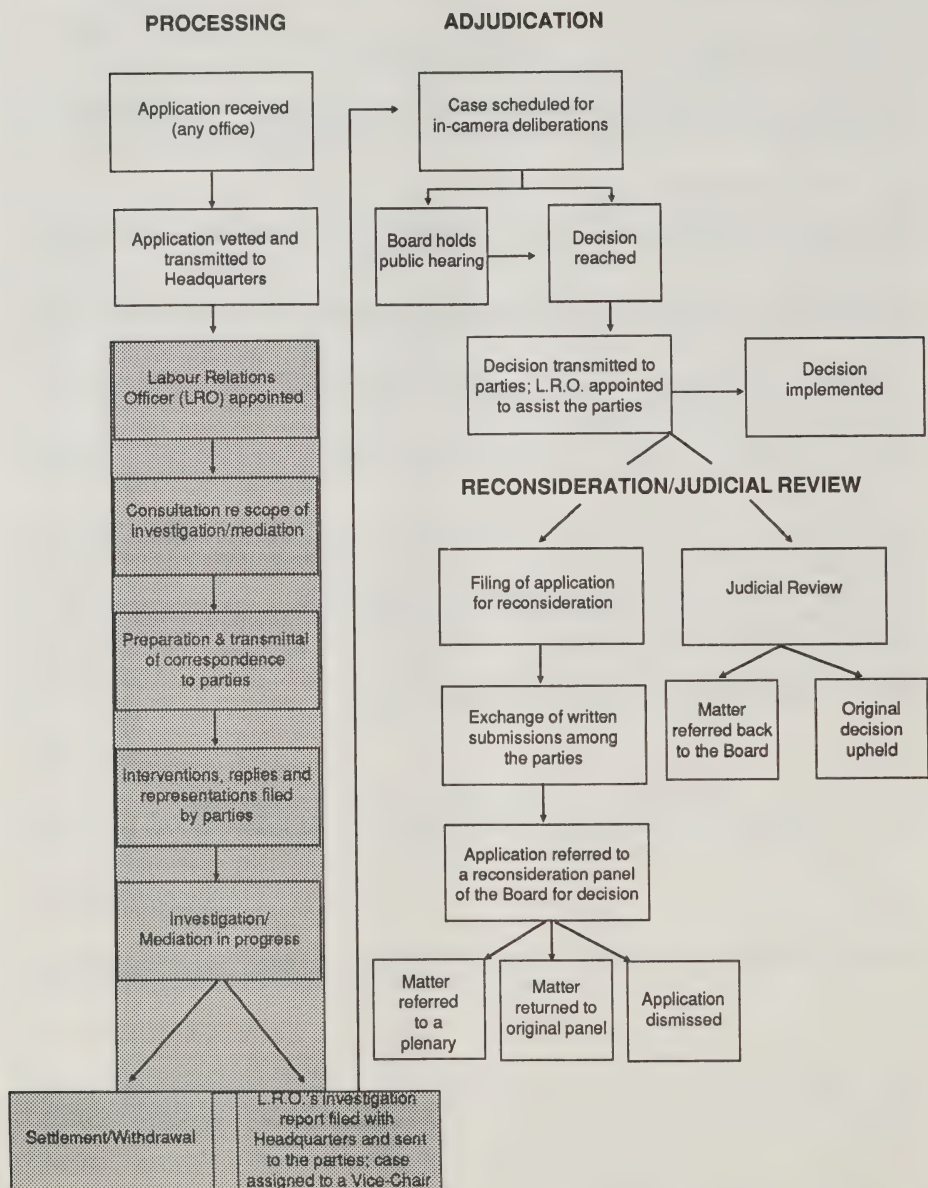 PROCESSING
Application received
(any office)
Application vetted and
transmitted to
Headquarters
Labour Relations
Officer (LRO) appointed
Consultation re scope of
investigation/mediation
Preparation & transmittal
of correspondence
to parties
Interventions, replies and
representations filed
by parties
Investigation/
Mediation in progress
Settlement/Withdrawal
L.R.O.'s investigation
report filed with
Headquarters and sent
to the parties; case
assigned to a Vice-Chair
ADJUDICATION
Case scheduled for
in-camera deliberations
Board holds
public hearing
Decision
reached
Decision transmitted to
parties; L.R.O. appointed
to assist the parties
Decision
implemented
RECONSIDERATION/JUDICIAL REVIEW
Filing of application
for reconsideration
Judicial Review
Exchange of written
submissions among
the parties
Matter
referred back
to the Board
Original
decision
upheld
Application referred to
a reconsideration panel
of the Board for decision
Matter
referred
to a
plenary
Matter
returned to
original panel
Application
dismissed